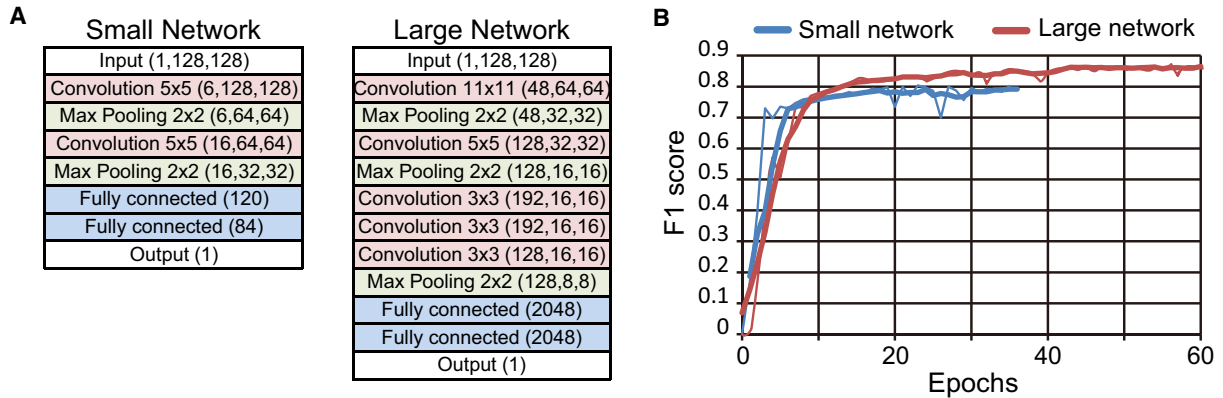 A
Small Network
Input (1,128,128)
Convolution 5x5 (6,128,128)
Max Pooling 2x2 (6,64,64)
Convolution 5x5 (16,64,64)
Max Pooling 2x2 (16,32,32)
Fully connected (120)
Fully connected (84)
Output (1)
Large Network
Input (1,128,128)
Convolution 11x11 (48,64,64)
Max Pooling 2x2 (48,32,32)
Convolution 5x5 (128,32,32)
Max Pooling 2x2 (128,16,16)
Convolution 3x3 (192,16,16)
Convolution 3x3 (192,16,16)
Convolution 3x3 (128,16,16)
Max Pooling 2x2 (128,8,8)
Fully connected (2048)
Fully connected (2048)
Output (1)
B
Small network
Large network
F1 score
0.9
0.8
0.7
0.6
0.5
0.4
0.3
0.2
0.1
0
0
20
40
60
Epochs